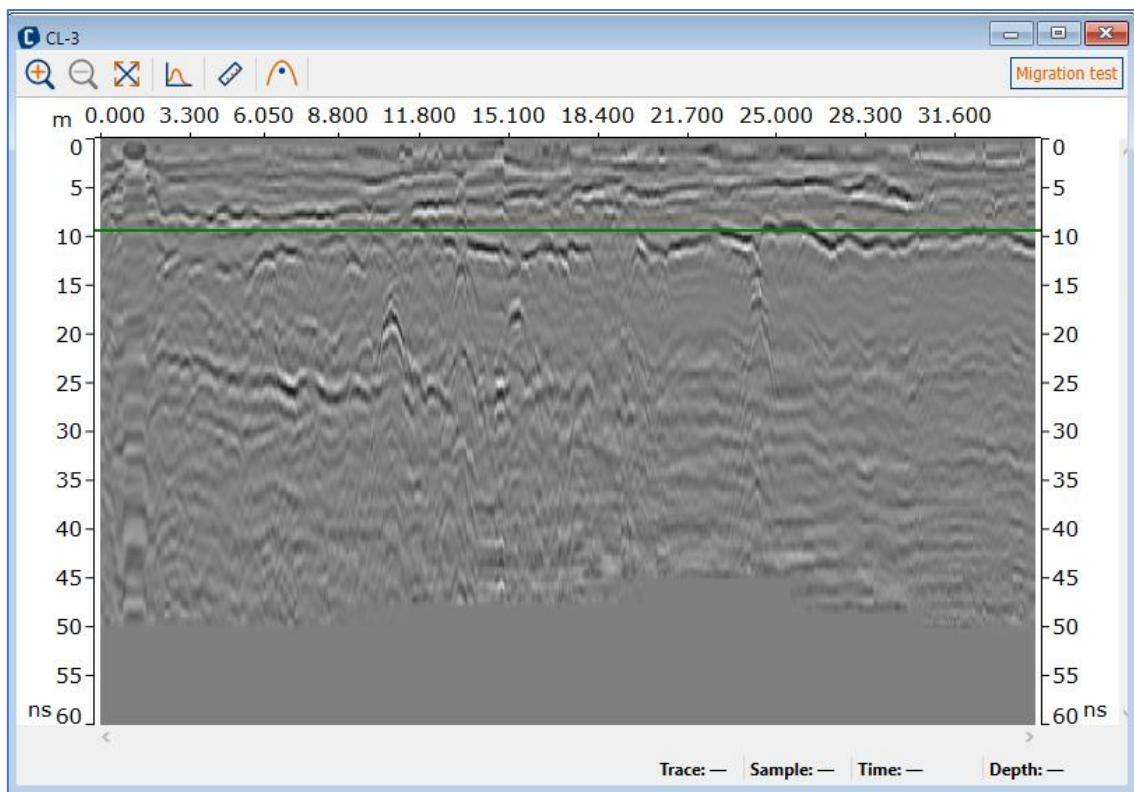 CL-3
Migration test
m 0.000 3.300 6.050 8.800 11.800 15.100 18.400 21.700 25.000 28.300 31.600
0 0
5 5
10 10
15 15
20 20
25 25
30 30
35 35
40 40
45 45
50 50
55 55
ns 60 60 ns
Trace: — Sample: — Time: — Depth: —